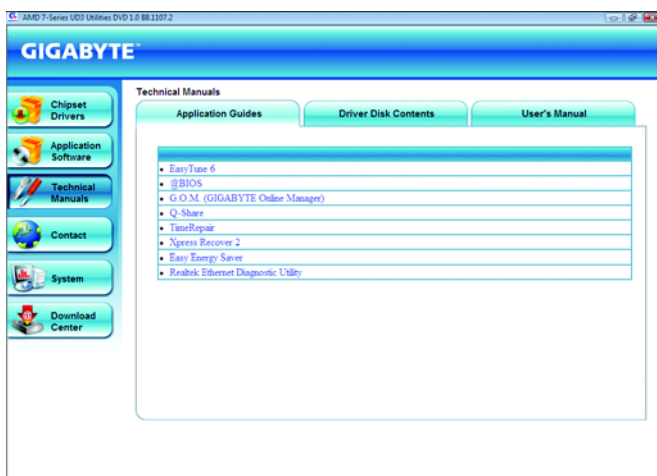 AMD 7-Series UD3 Utilities DVD 1.0 B8.1107.2
GIGABYTE™
Chipset
Drivers
Application
Software
Technical
Manuals
Contact
System
Download
Center
Technical Manuals
Application Guides
Driver Disk Contents
User's Manual
• EasyTune 6
• @BIOS
• G.O.M. (GIGABYTE Online Manager)
• Q-Share
• TimeRepair
• Xpress Recover 2
• Easy Energy Saver
• Realtek Ethernet Diagnostic Utility